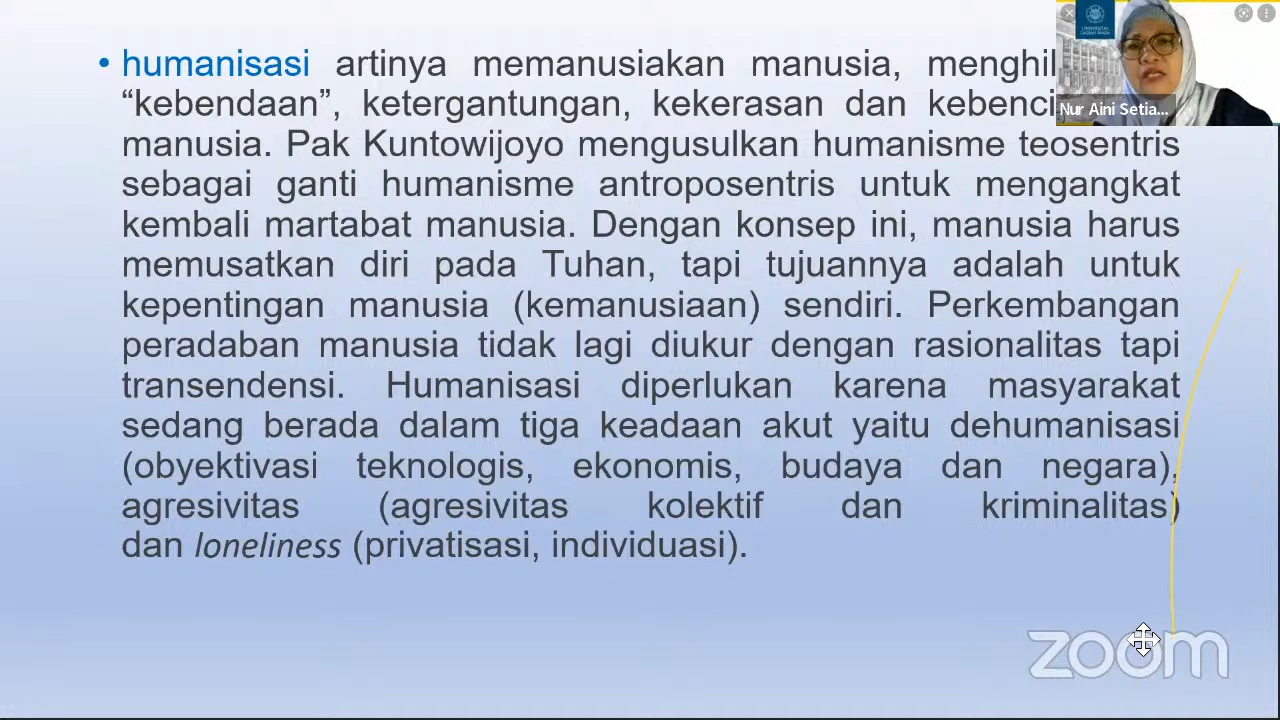 • humanisasi artinya memanusiakan manusia,
“kebendaan”, ketergantungan, kekerasan dan
manusia. Pak Kuntowijoyo mengusulkan humanisme teosentris
sebagai ganti humanisme antroposentris untuk mengangkat
kembali martabat manusia. Dengan konsep ini, manusia harus
memusatkan diri pada Tuhan, tapi tujuannya adalah untuk
kepentingan manusia (kemanusiaan) sendiri. Perkembangan
peradaban manusia tidak lagi diukur dengan rasionalitas tapi
transendensi. Humanisasi diperlukan karena masyarakat
sedang berada dalam tiga keadaan akut yaitu dehumanisasi
(obyektivasi teknologis, ekonomis, budaya dan negara),
agresivitas (agresivitas kolektif dan kriminalitas)
dan loneliness (privatisasi, individuasi).
Nur Aini Setia...
zoom